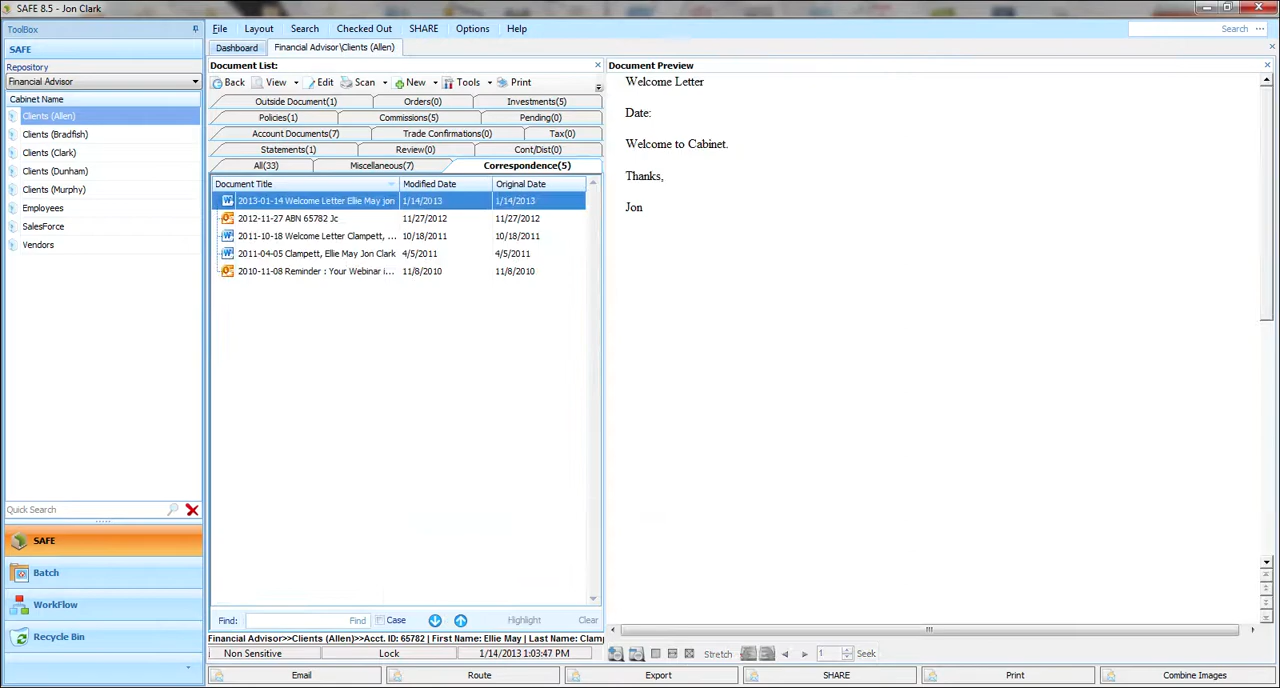 SAFE 8.5 - Jon Clark
ToolBox
File Layout Search Checked Out SHARE Options Help
Search
SAFE
Dashboard Financial Advisor\Clients (Allen)
Repository
Document List:
Document Preview
Financial Advisor
Back View Edit Scan New Tools Print
Cabinet Name
Clients (Allen)
Clients (Bradfish)
Clients (Clark)
Clients (Dunham)
Clients (Murphy)
Employees
SalesForce
Vendors
Outside Document(1) Orders(0) Investments(5)
Policies(1) Commissions(5) Pending(0)
Account Documents(7) Trade Confirmations(0) Tax(0)
Statements(1) Review(0) Cont/Dist(0)
All(33) Miscellaneous(7) Correspondence(5)
Document Title Modified Date Original Date
2013-01-14 Welcome Letter Ellie May jon 1/14/2013 1/14/2013
2012-11-27 ABN 65782 Jc 11/27/2012 11/27/2012
2011-10-18 Welcome Letter Clampett, ... 10/18/2011 10/18/2011
2011-04-05 Clampett, Ellie May Jon Clark 4/5/2011 4/5/2011
2010-11-08 Reminder : Your Webinar i... 11/8/2010 11/8/2010
Welcome Letter
Date:
Welcome to Cabinet.
Thanks,
Jon
Quick Search
SAFE
Batch
WorkFlow
Recycle Bin
Find: Find Case Highlight Clear
Financial Advisor>>Clients (Allen)>>Acct. ID: 65782 | First Name: Ellie May | Last Name: Clamp
Non Sensitive Lock 1/14/2013 1:03:47 PM
Stretch 1 Seek
Email Route Export SHARE Print Combine Images